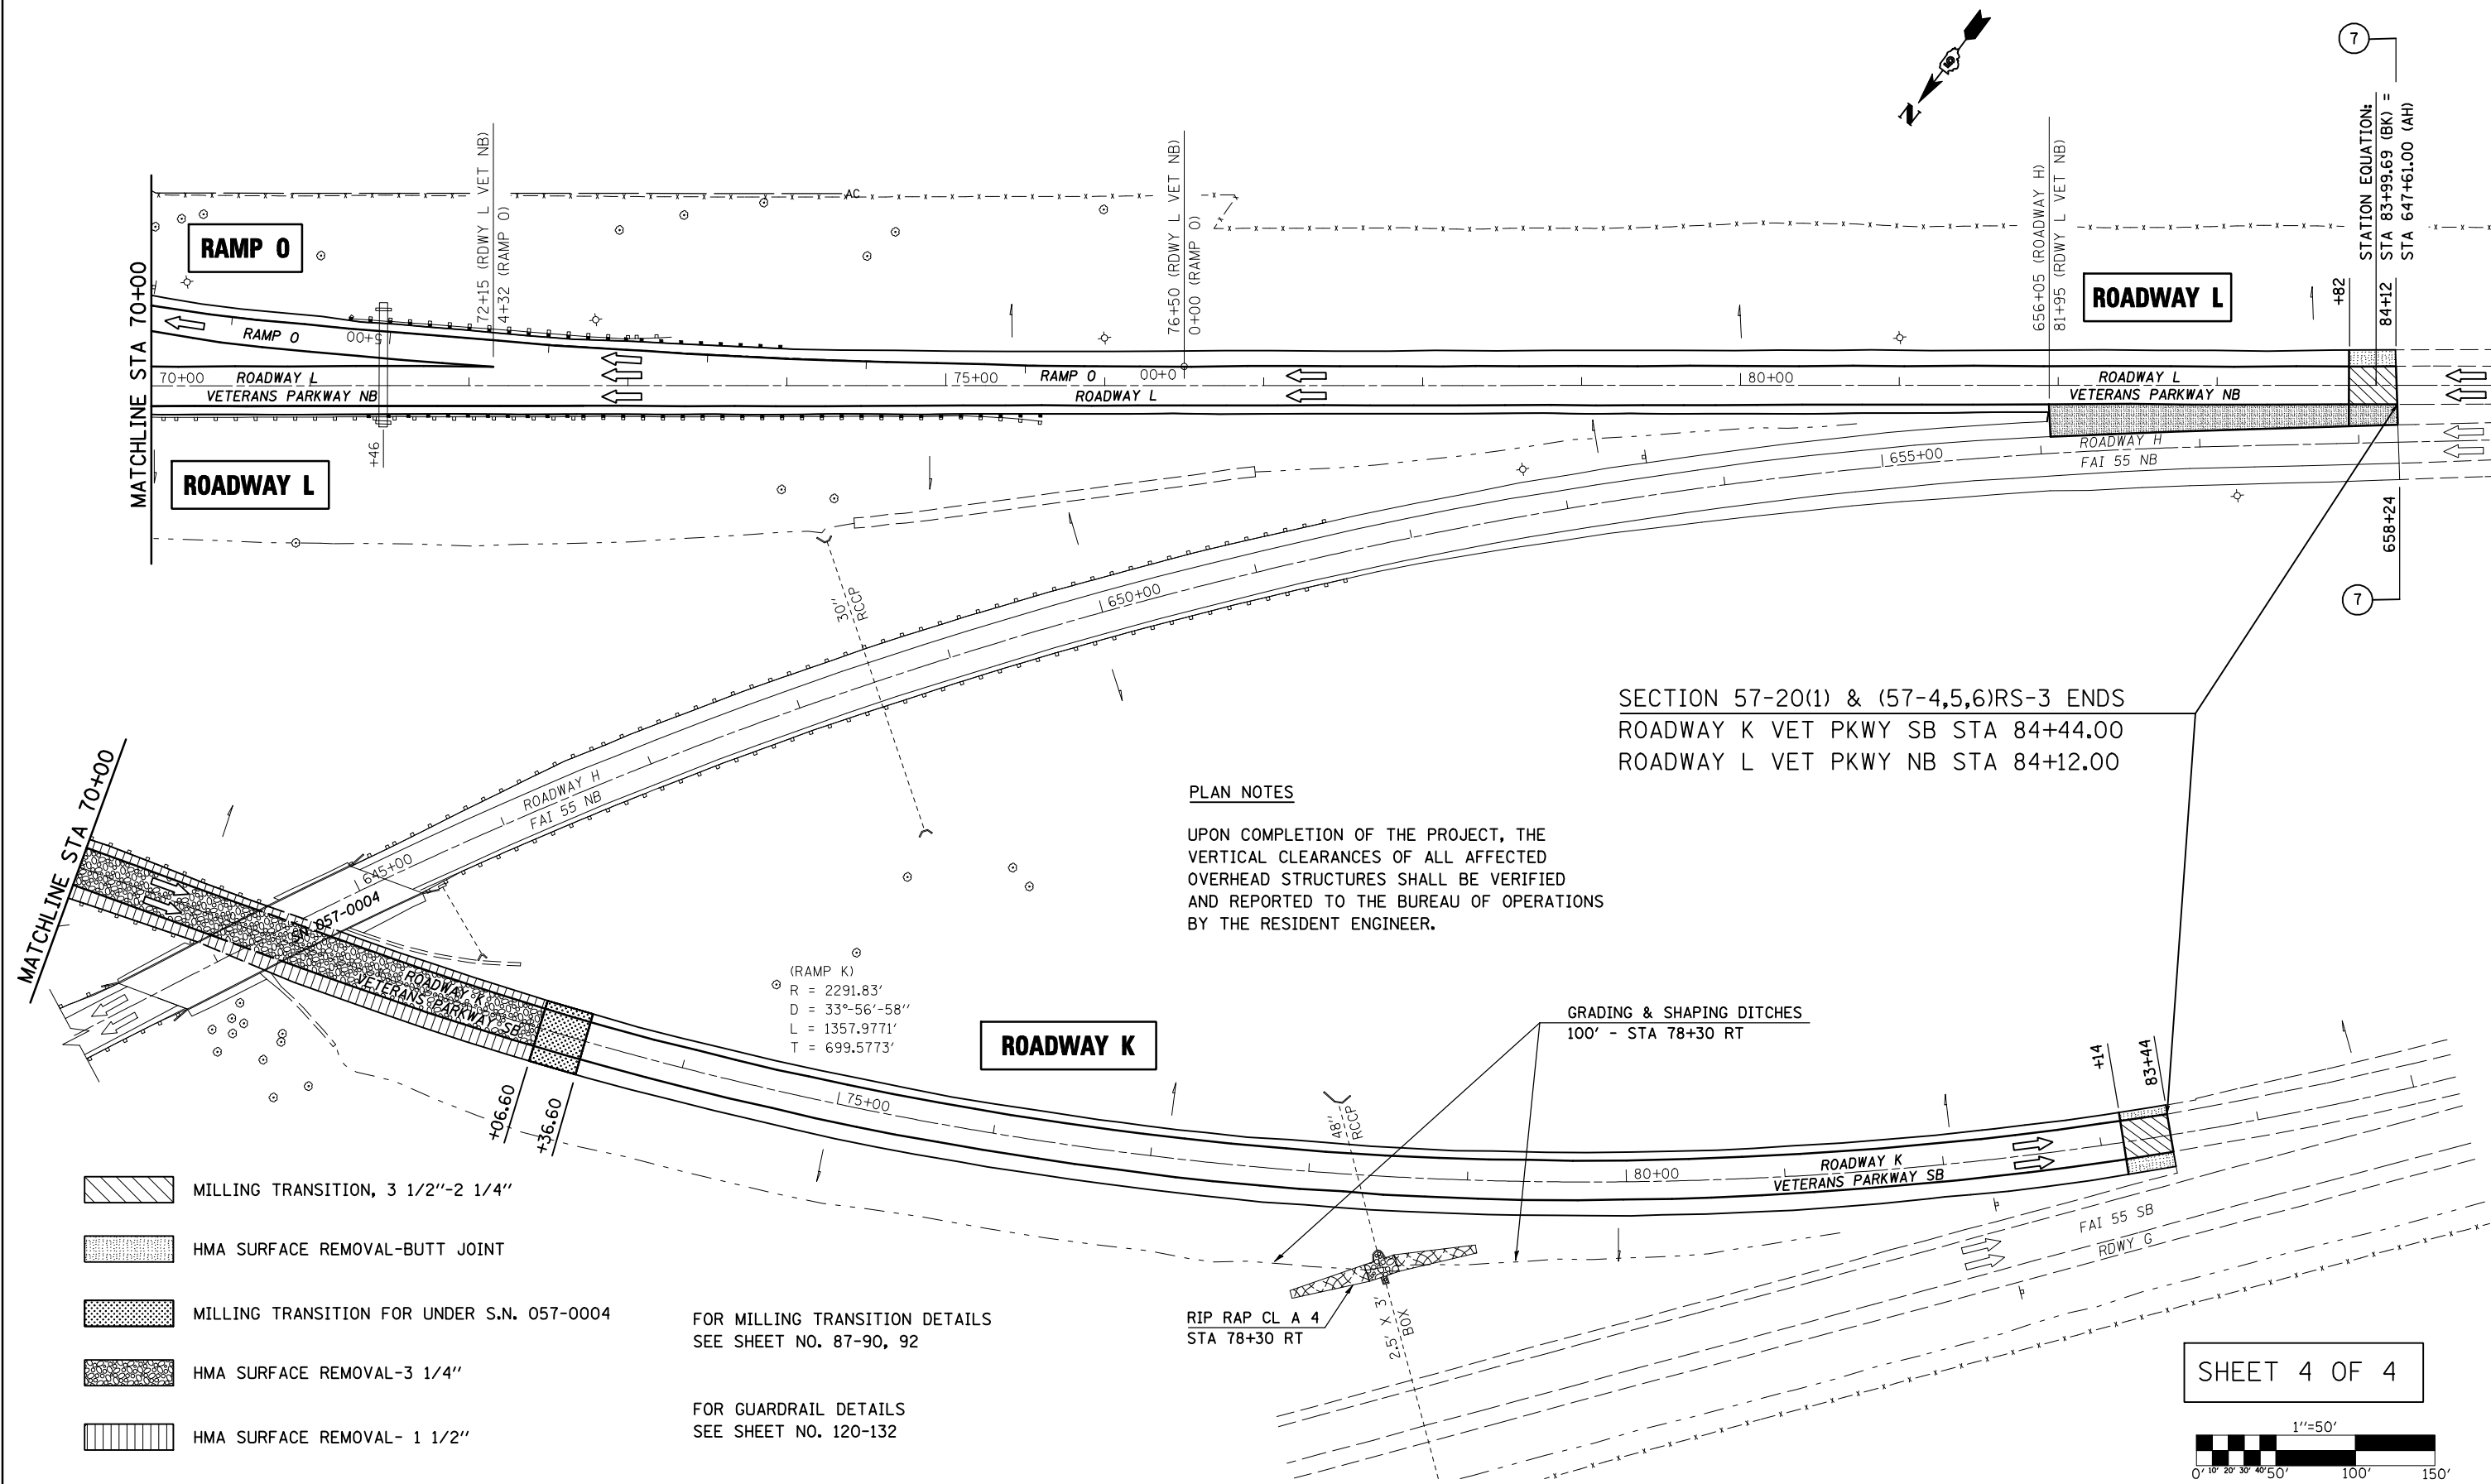 7
N
STATION EQUATION:
STA 83+99.69 (BK) =
STA 647+61.00 (AH)
72+15 (RDWY L VET NB)
4+32 (RAMP O)
76+50 (RDWY L VET NB)
0+00 (RAMP O)
656+05 (ROADWAY H)
81+95 (RDWY L VET NB)
+82
84+12
AC
RAMP O
ROADWAY L
MATCHLINE STA 70+00
RAMP O
5+00
70+00
ROADWAY L
VETERANS PARKWAY NB
75+00
RAMP O
0+00
ROADWAY L
80+00
ROADWAY L
VETERANS PARKWAY NB
+46
ROADWAY L
ROADWAY H
FAI 55 NB
655+00
658+24
7
30" RCCP
650+00
SECTION 57-20(1) & (57-4,5,6)RS-3 ENDS
ROADWAY K VET PKWY SB STA 84+44.00
ROADWAY L VET PKWY NB STA 84+12.00
PLAN NOTES
UPON COMPLETION OF THE PROJECT, THE
VERTICAL CLEARANCES OF ALL AFFECTED
OVERHEAD STRUCTURES SHALL BE VERIFIED
AND REPORTED TO THE BUREAU OF OPERATIONS
BY THE RESIDENT ENGINEER.
ROADWAY H
FAI 55 NB
645+00
SN 057-0004
MATCHLINE STA 70+00
ROADWAY K
VETERANS PARKWAY SB
+06.60
+36.60
(RAMP K)
R = 2291.83'
D = 33°-56'-58"
L = 1357.9771'
T = 699.5773'
ROADWAY K
75+00
GRADING & SHAPING DITCHES
100' - STA 78+30 RT
48" RCCP
80+00
ROADWAY K
VETERANS PARKWAY SB
+14
83+44
FAI 55 SB
RDWY G
RIP RAP CL A 4
STA 78+30 RT
2.5' X 3' BOX
MILLING TRANSITION, 3 1/2"-2 1/4"
HMA SURFACE REMOVAL-BUTT JOINT
MILLING TRANSITION FOR UNDER S.N. 057-0004
HMA SURFACE REMOVAL-3 1/4"
HMA SURFACE REMOVAL- 1 1/2"
FOR MILLING TRANSITION DETAILS
SEE SHEET NO. 87-90, 92
FOR GUARDRAIL DETAILS
SEE SHEET NO. 120-132
SHEET 4 OF 4
1"=50'
0' 10' 20' 30' 40' 50' 100' 150'